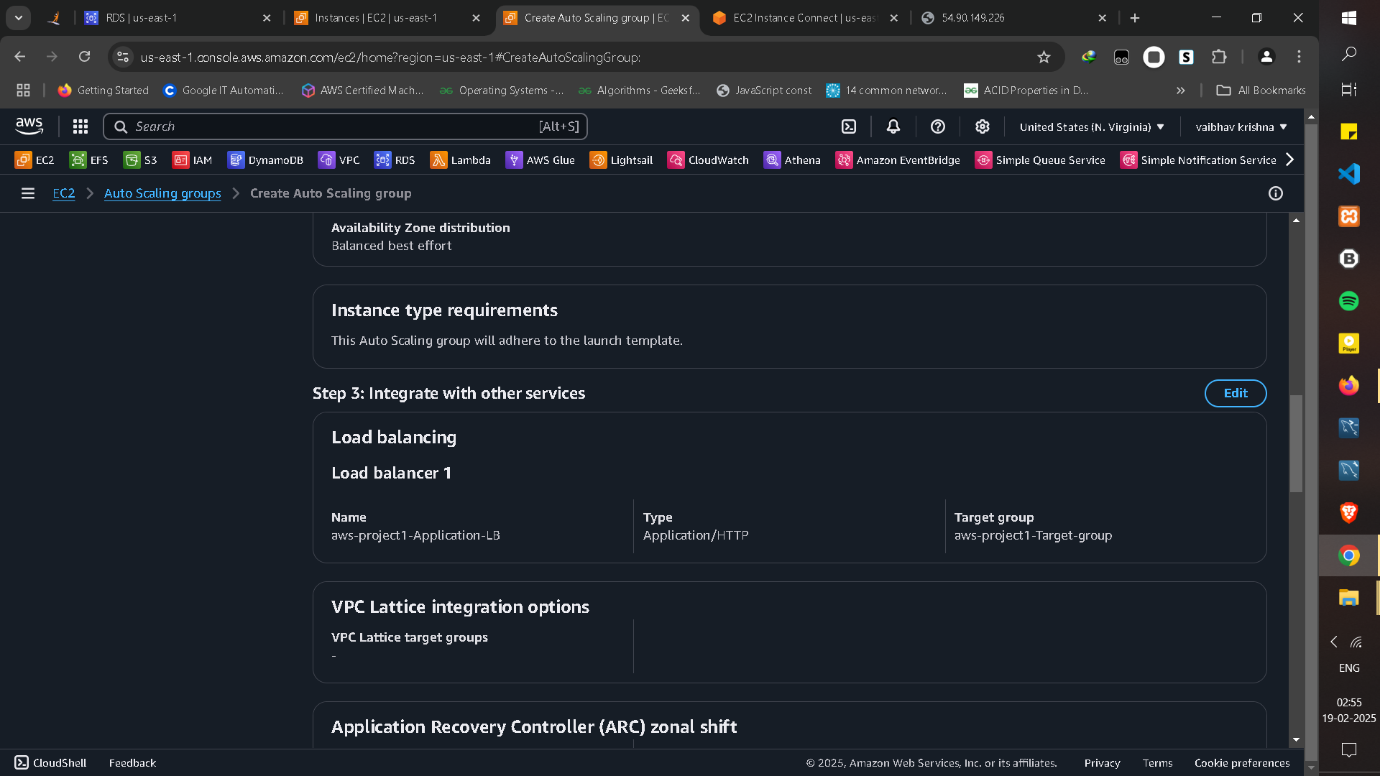 RDS | us-east-1
Instances | EC2 | us-east-1
Create Auto Scaling group | EC
EC2 Instance Connect | us-eas
54.90.149.226
us-east-1.console.aws.amazon.com/ec2/home?region=us-east-1#CreateAutoScalingGroup:
Getting Started
Google IT Automati...
AWS Certified Mach...
Operating Systems -...
Algorithms - Geeksf...
JavaScript const
14 common networ...
ACID Properties in D...
All Bookmarks
aws
Search
[Alt+S]
United States (N. Virginia)
vaibhav krishna
EC2
EFS
S3
IAM
DynamoDB
VPC
RDS
Lambda
AWS Glue
Lightsail
CloudWatch
Athena
Amazon EventBridge
Simple Queue Service
Simple Notification Service
EC2
Auto Scaling groups
Create Auto Scaling group
Availability Zone distribution
Balanced best effort
Instance type requirements
This Auto Scaling group will adhere to the launch template.
Step 3: Integrate with other services
Edit
Load balancing
Load balancer 1
Name
aws-project1-Application-LB
Type
Application/HTTP
Target group
aws-project1-Target-group
VPC Lattice integration options
VPC Lattice target groups
-
Application Recovery Controller (ARC) zonal shift
CloudShell
Feedback
© 2025, Amazon Web Services, Inc. or its affiliates.
Privacy
Terms
Cookie preferences
ENG
02:55
19-02-2025